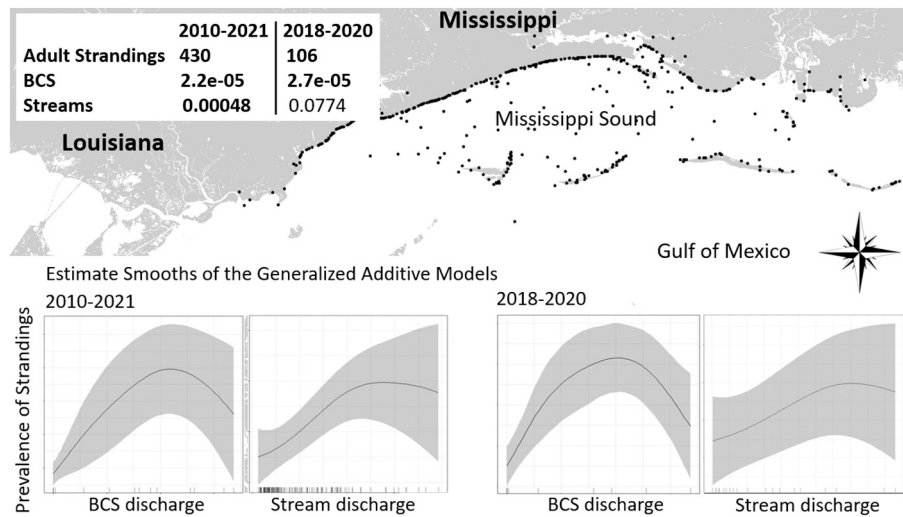 Mississippi
2010-2021 2018-2020
Adult Strandings 430 106
BCS 2.2e-05 2.7e-05
Streams 0.00048 0.0774
Mississippi Sound
Louisiana
Gulf of Mexico
Estimate Smooths of the Generalized Additive Models
2010-2021
2018-2020
Prevalence of Strandings
BCS discharge
Stream discharge
BCS discharge
Stream discharge